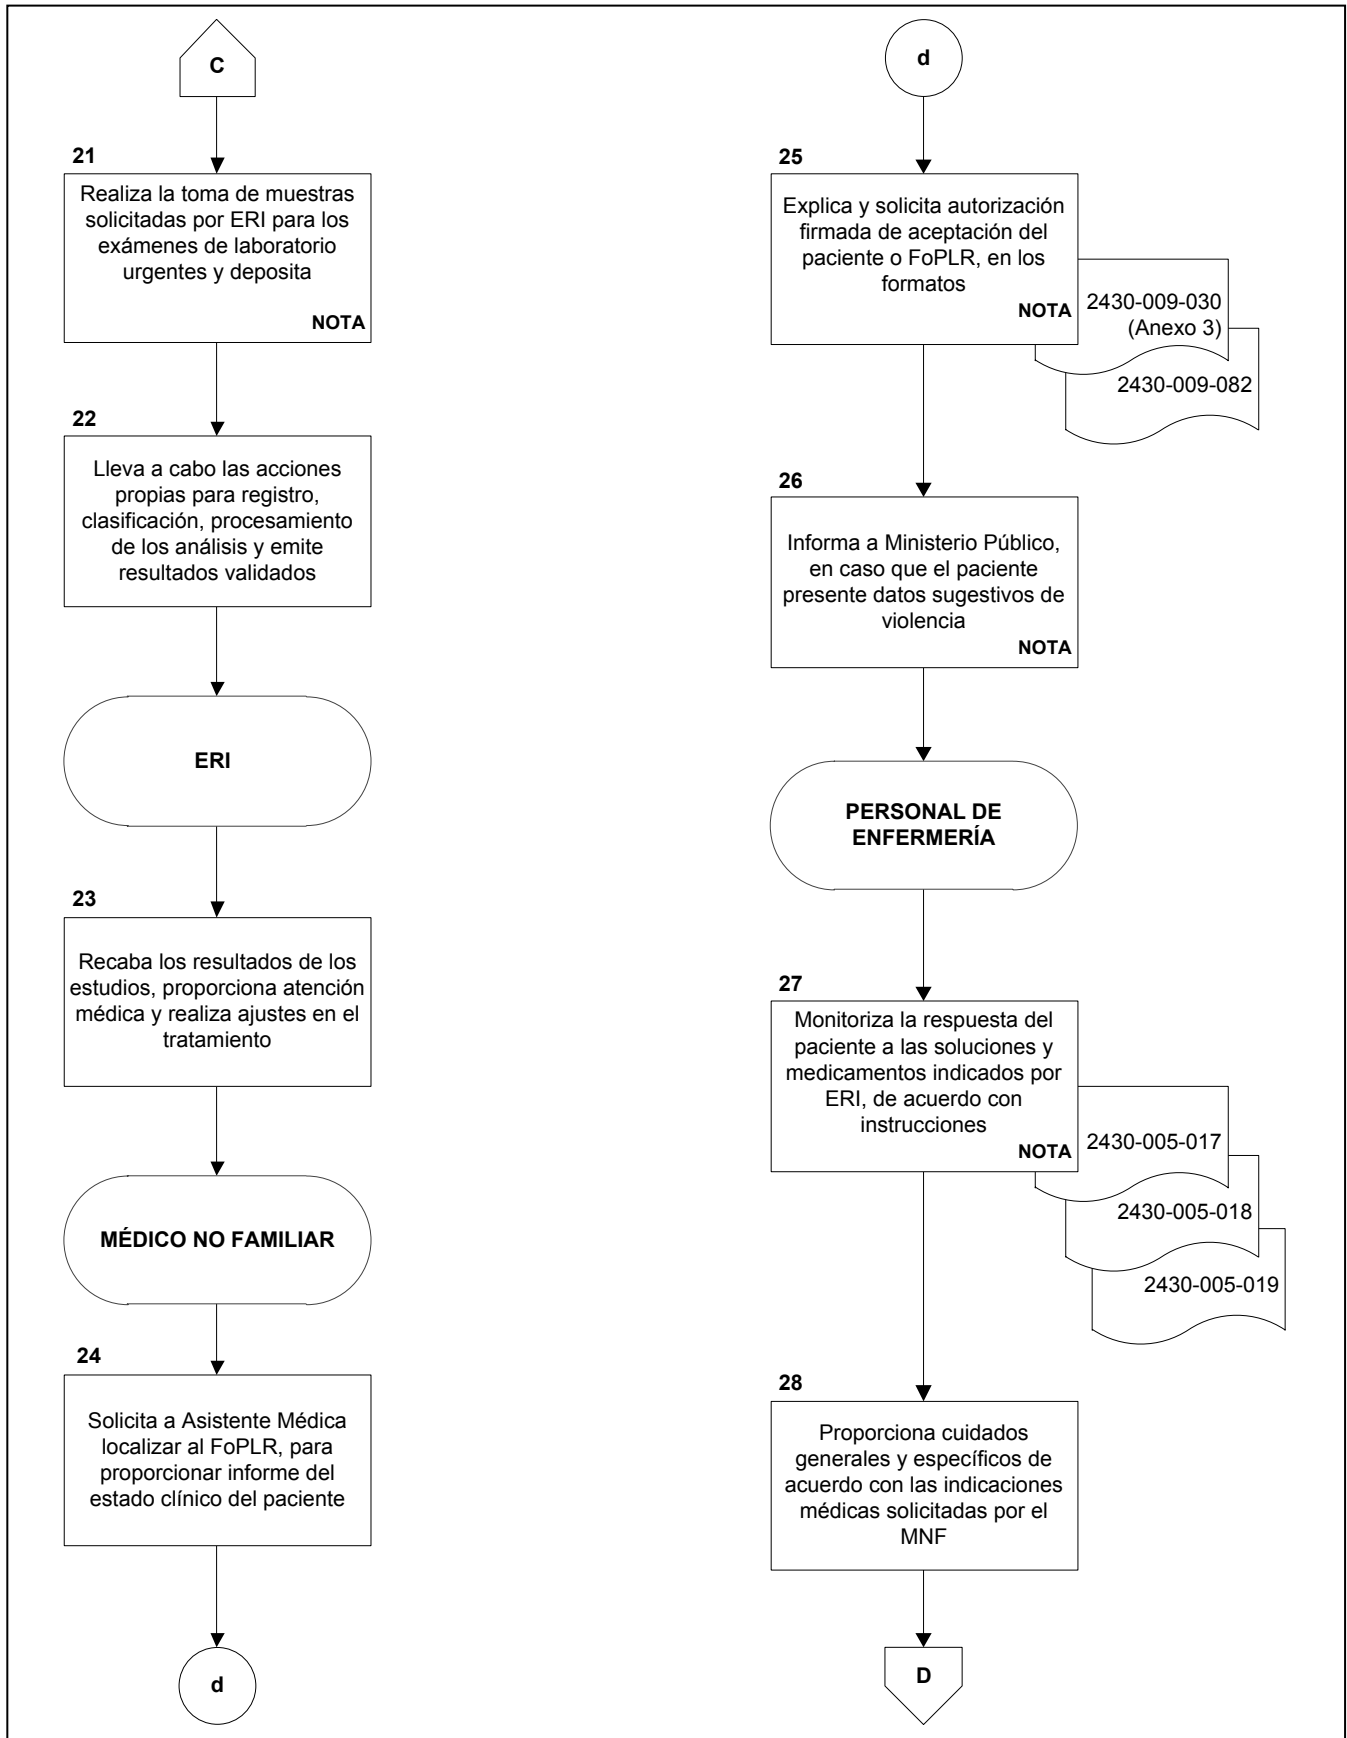 C
21
Realiza la toma de muestras
solicitadas por ERI para los
exámenes de laboratorio
urgentes y deposita
NOTA
22
Lleva a cabo las acciones
propias para registro,
clasificación, procesamiento
de los análisis y emite
resultados validados
ERI
23
Recaba los resultados de los
estudios, proporciona atención
médica y realiza ajustes en el
tratamiento
MÉDICO NO FAMILIAR
24
Solicita a Asistente Médica
localizar al FoPLR, para
proporcionar informe del
estado clínico del paciente
d
d
25
Explica y solicita autorización
firmada de aceptación del
paciente o FoPLR, en los
formatos
NOTA
2430-009-030
(Anexo 3)
2430-009-082
26
Informa a Ministerio Público,
en caso que el paciente
presente datos sugestivos de
violencia
NOTA
PERSONAL DE
ENFERMERÍA
27
Monitoriza la respuesta del
paciente a las soluciones y
medicamentos indicados por
ERI, de acuerdo con
instrucciones
NOTA
2430-005-017
2430-005-018
2430-005-019
28
Proporciona cuidados
generales y específicos de
acuerdo con las indicaciones
médicas solicitadas por el
MNF
D